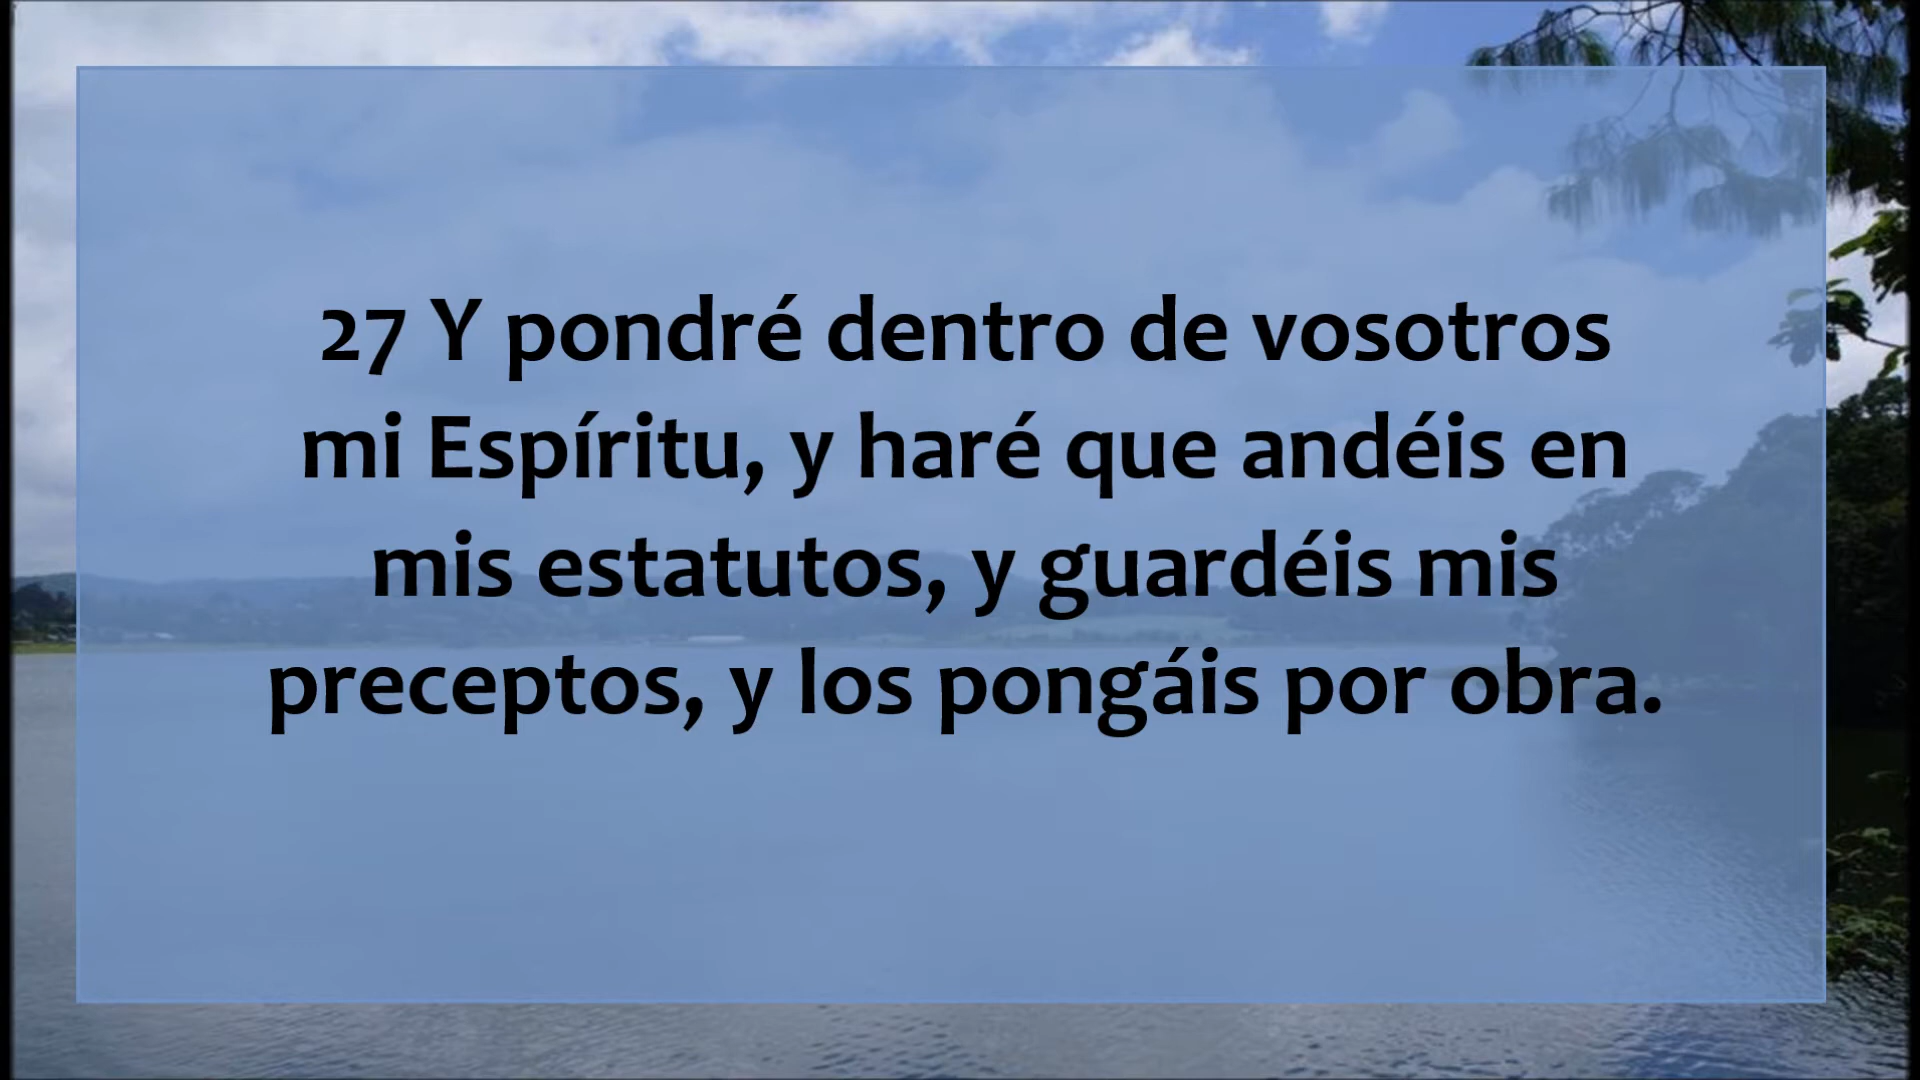 27 Y pondré dentro de vosotros
mi Espíritu, y haré que andéis en
mis estatutos, y guardéis mis
preceptos, y los pongáis por obra.